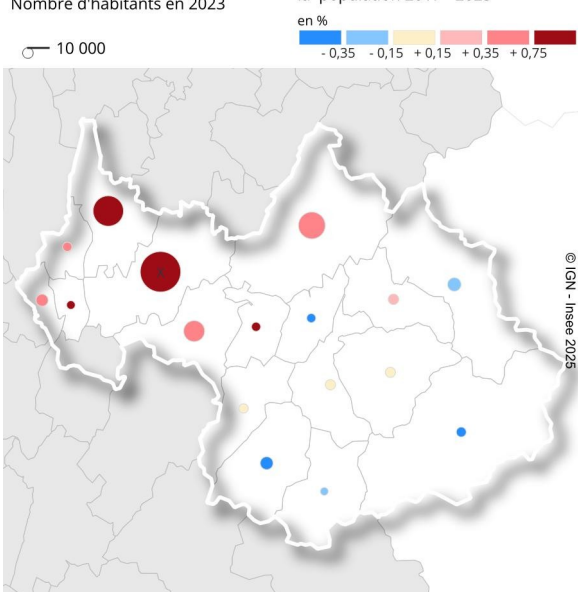 Nombre d'habitants en 2023
en %
10 000
- 0,35 - 0,15 + 0,15 + 0,35 + 0,75
© IGN - Insee 2025